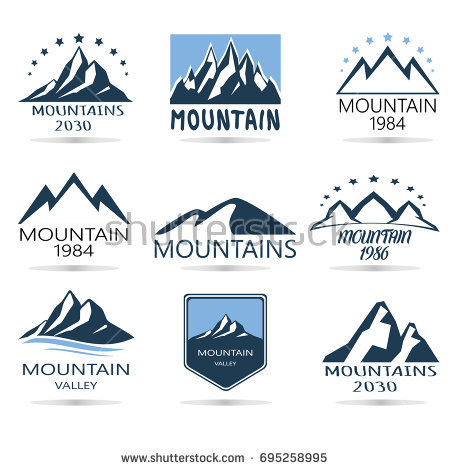 MOUNTAINS
2030
MOUNTAIN
MOUNTAIN
1984
MOUNTAIN
1984
MOUNTAINS
MOUNTAIN
1986
shutterstock
MOUNTAIN
VALLEY
MOUNTAIN
VALLEY
MOUNTAINS
2030
www.shutterstock.com · 695258995